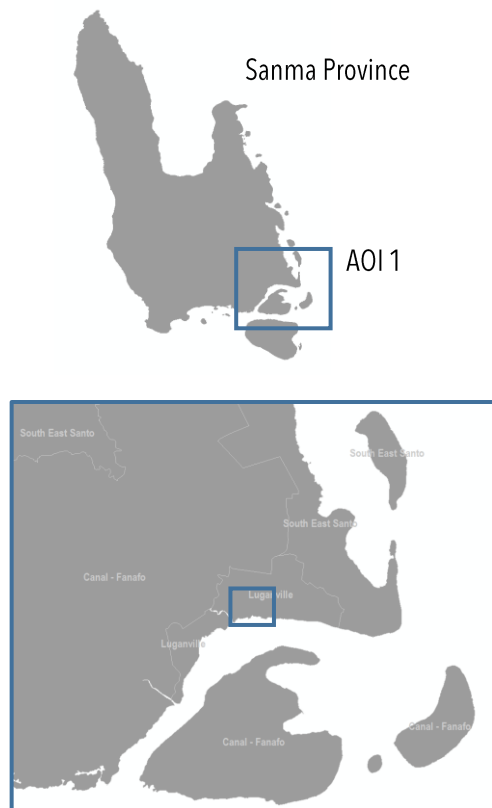 Sanma Province
AOI 1
South East Santo
South East Santo
South East Santo
Canal - Fanafo
Luganville
Luganville
Canal - Fanafo
Canal - Fanafo